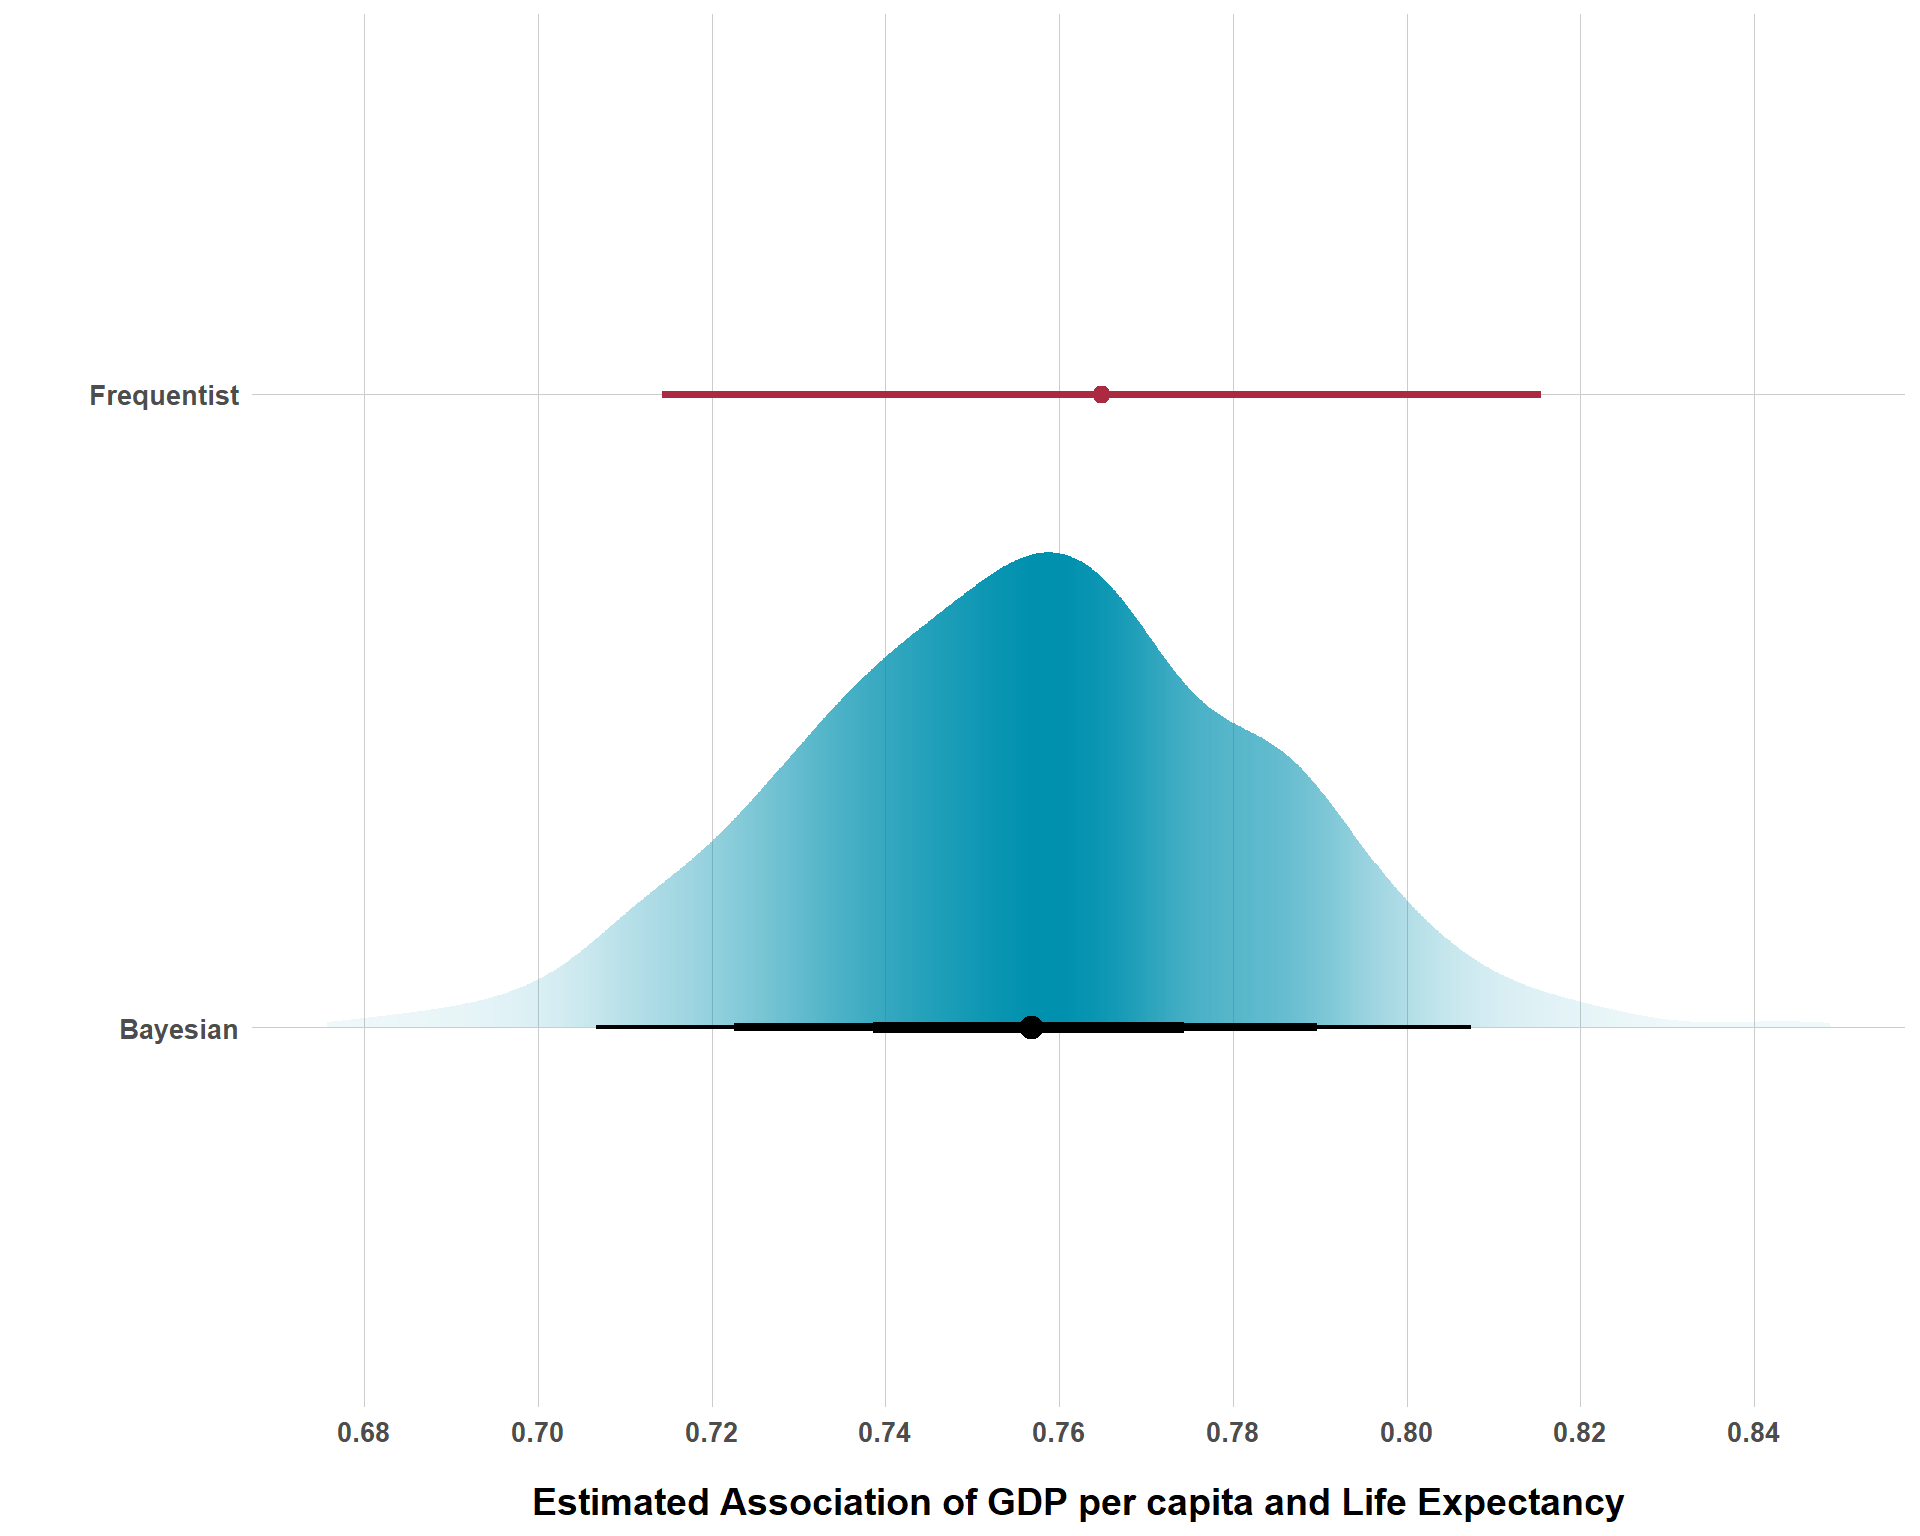 Frequentist
Bayesian
0.68 0.70 0.72 0.74 0.76 0.78 0.80 0.82 0.84
Estimated Association of GDP per capita and Life Expectancy